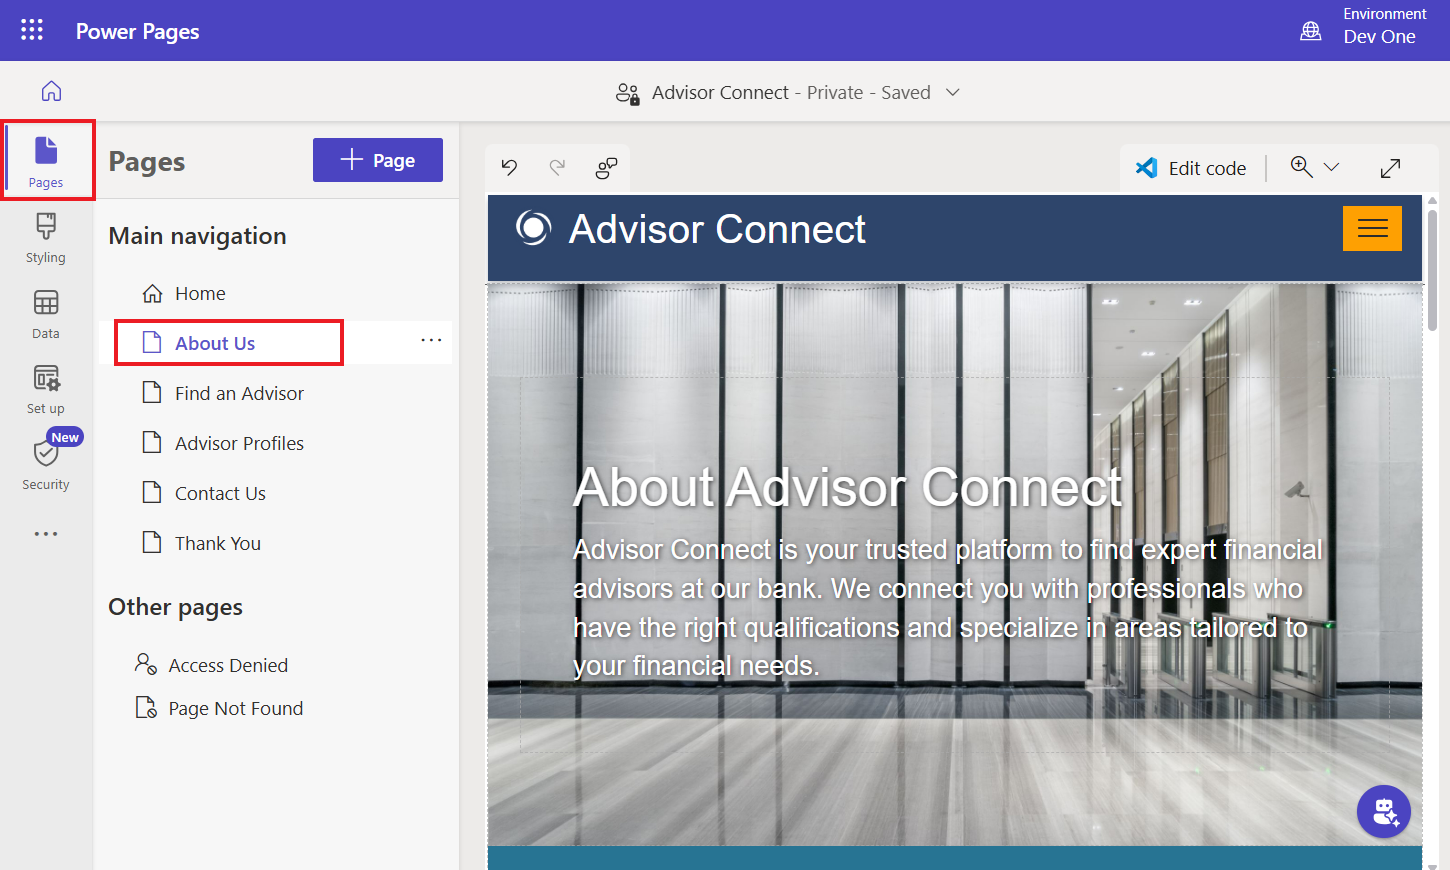 Power Pages
Environment
Dev One
Advisor Connect - Private - Saved
Pages
Styling
Data
Set up
New
Security
Pages
Page
Main navigation
Home
About Us
Find an Advisor
Advisor Profiles
Contact Us
Thank You
Other pages
Access Denied
Page Not Found
Edit code
Advisor Connect
About Advisor Connect
Advisor Connect is your trusted platform to find expert financial
advisors at our bank. We connect you with professionals who
have the right qualifications and specialize in areas tailored to
your financial needs.